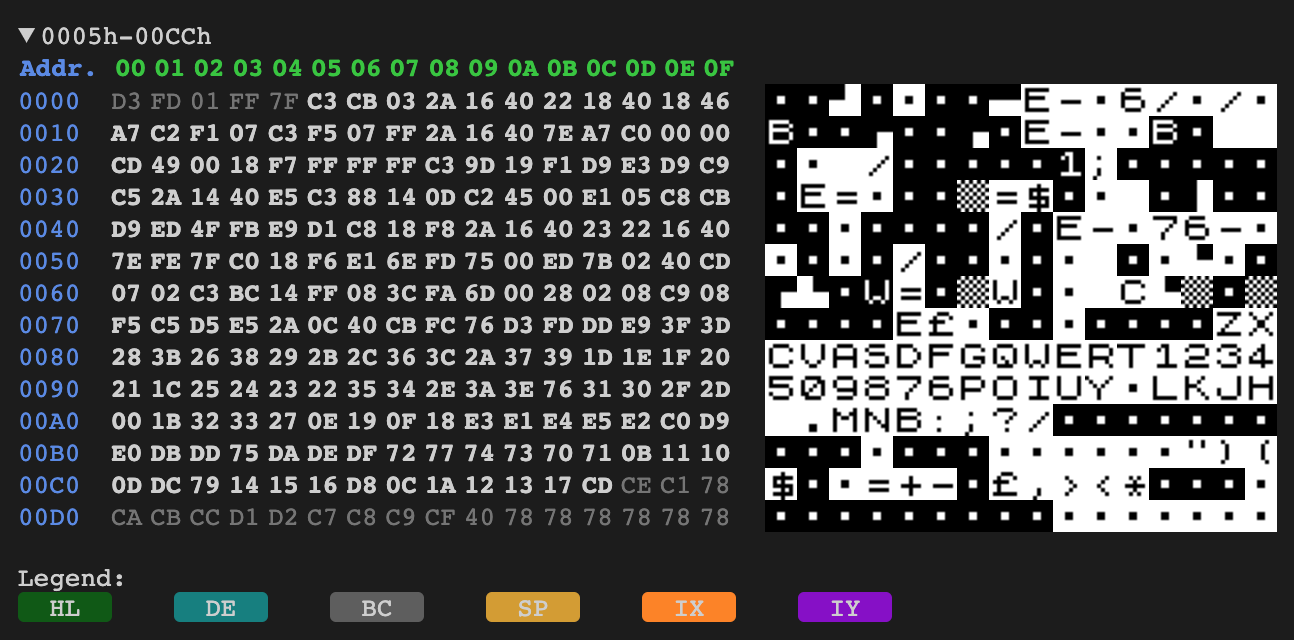 ▼0005h-00CCh
Addr. 00 01 02 03 04 05 06 07 08 09 0A 0B 0C 0D 0E 0F
0000 D3 FD 01 FF 7F C3 CB 03 2A 16 40 22 18 40 18 46
0010 A7 C2 F1 07 C3 F5 07 FF 2A 16 40 7E A7 C0 00 00
0020 CD 49 00 18 F7 FF FF FF C3 9D 19 F1 D9 E3 D9 C9
0030 C5 2A 14 40 E5 C3 88 14 0D C2 45 00 E1 05 C8 CB
0040 D9 ED 4F FB E9 D1 C8 18 F8 2A 16 40 23 22 16 40
0050 7E FE 7F C0 18 F6 E1 6E FD 75 00 ED 7B 02 40 CD
0060 07 02 C3 BC 14 FF 08 3C FA 6D 00 28 02 08 C9 08
0070 F5 C5 D5 E5 2A 0C 40 CB FC 76 D3 FD DD E9 3F 3D
0080 28 3B 26 38 29 2B 2C 36 3C 2A 37 39 1D 1E 1F 20
0090 21 1C 25 24 23 22 35 34 2E 3A 3E 76 31 30 2F 2D
00A0 00 1B 32 33 27 0E 19 0F 18 E3 E1 E4 E5 E2 C0 D9
00B0 E0 DB DD 75 DA DE DF 72 77 74 73 70 71 0B 11 10
00C0 0D DC 79 14 15 16 D8 0C 1A 12 13 17 CD CE C1 78
00D0 CA CB CC D1 D2 C7 C8 C9 CF 40 78 78 78 78 78 78
E-·6/·/·
B E-··B·
/ 1;
E=· =$
/·E-·76-·
/
W= W C
E£· ZX
CVASDFGQWERT1234
509876POIUY·LKJH
.MNB:;?/
")(
$··=+-·£,><*
Legend:
HL DE BC SP IX IY